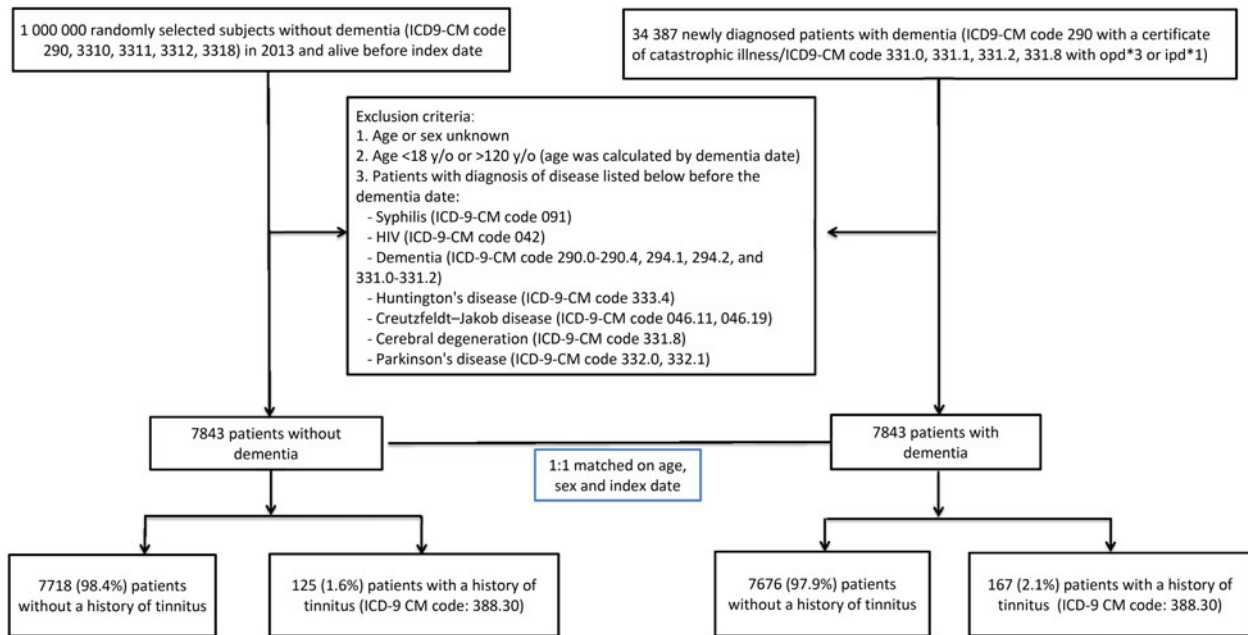 1 000 000 randomly selected subjects without dementia (ICD9-CM code
290, 3310, 3311, 3312, 3318) in 2013 and alive before index date
34 387 newly diagnosed patients with dementia (ICD9-CM code 290 with a certificate
of catastrophic illness/ICD9-CM code 331.0, 331.1, 331.2, 331.8 with opd*3 or ipd*1)
Exclusion criteria:
1. Age or sex unknown
2. Age <18 y/o or >120 y/o (age was calculated by dementia date)
3. Patients with diagnosis of disease listed below before the
dementia date:
- Syphilis (ICD-9-CM code 091)
- HIV (ICD-9-CM code 042)
- Dementia (ICD-9-CM code 290.0-290.4, 294.1, 294.2, and
331.0-331.2)
- Huntington's disease (ICD-9-CM code 333.4)
- Creutzfeldt–Jakob disease (ICD-9-CM code 046.11, 046.19)
- Cerebral degeneration (ICD-9-CM code 331.8)
- Parkinson's disease (ICD-9-CM code 332.0, 332.1)
7843 patients without
dementia
7843 patients with
dementia
1:1 matched on age,
sex and index date
7718 (98.4%) patients
without a history of tinnitus
125 (1.6%) patients with a history of
tinnitus (ICD-9 CM code: 388.30)
7676 (97.9%) patients
without a history of tinnitus
167 (2.1%) patients with a history of
tinnitus (ICD-9 CM code: 388.30)